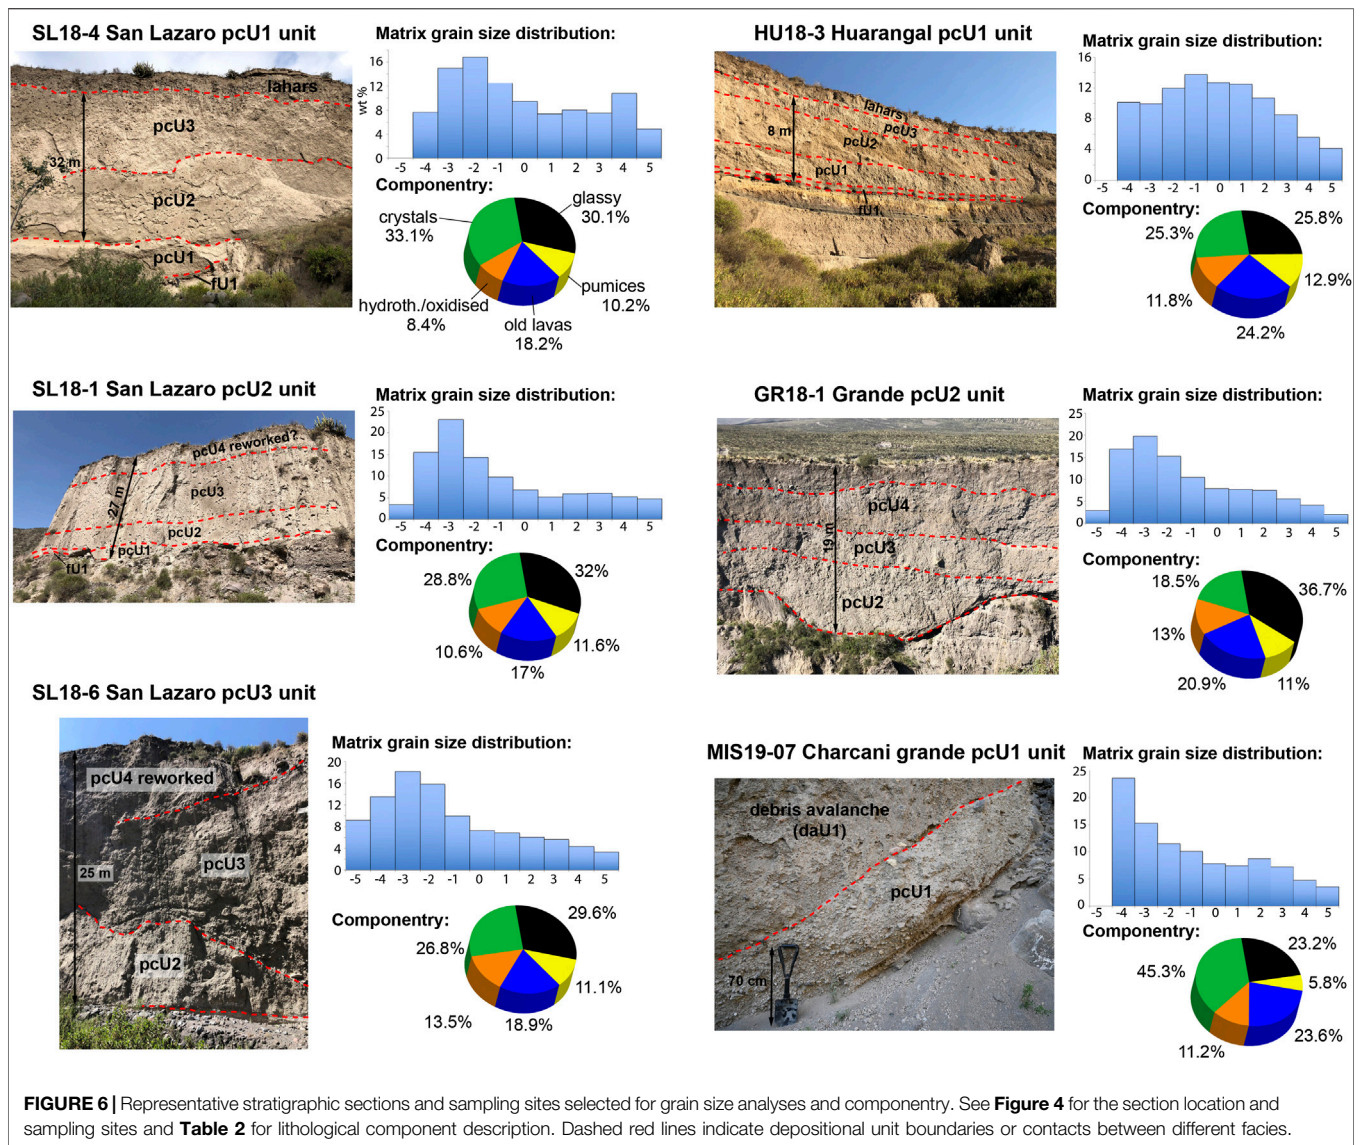 SL18-4 San Lazaro pcU1 unit
lahars
pcU3
32 m
pcU2
pcU1
fU1
Matrix grain size distribution:
wt %
16
12
8
4
0
-5 -4 -3 -2 -1 0 1 2 3 4 5
Componentry:
glassy
30.1%
crystals
33.1%
pumices
10.2%
hydroth./oxidised
8.4%
old lavas
18.2%
HU18-3 Huarangal pcU1 unit
lahars
pcU3
8 m
pcU2
pcU1
fU1
Matrix grain size distribution:
16
12
8
4
0
-5 -4 -3 -2 -1 0 1 2 3 4 5
Componentry:
25.8%
25.3%
12.9%
11.8%
24.2%
SL18-1 San Lazaro pcU2 unit
pcU4 reworked?
27 m
pcU3
pcU2
pcU1
fU1
Matrix grain size distribution:
25
20
15
10
5
0
-5 -4 -3 -2 -1 0 1 2 3 4 5
Componentry:
32%
28.8%
11.6%
10.6%
17%
GR18-1 Grande pcU2 unit
pcU4
19 m
pcU3
pcU2
Matrix grain size distribution:
25
20
15
10
5
0
-5 -4 -3 -2 -1 0 1 2 3 4 5
Componentry:
18.5%
36.7%
13%
20.9%
11%
SL18-6 San Lazaro pcU3 unit
pcU4 reworked
25 m
pcU3
pcU2
Matrix grain size distribution:
20
16
12
8
4
0
-5 -4 -3 -2 -1 0 1 2 3 4 5
Componentry:
29.6%
26.8%
11.1%
13.5%
18.9%
MIS19-07 Charcani grande pcU1 unit
debris avalanche
(daU1)
pcU1
70 cm
Matrix grain size distribution:
25
20
15
10
5
0
-5 -4 -3 -2 -1 0 1 2 3 4 5
Componentry:
23.2%
45.3%
5.8%
11.2%
23.6%
FIGURE 6 | Representative stratigraphic sections and sampling sites selected for grain size analyses and componentry. See Figure 4 for the section location and
sampling sites and Table 2 for lithological component description. Dashed red lines indicate depositional unit boundaries or contacts between different facies.